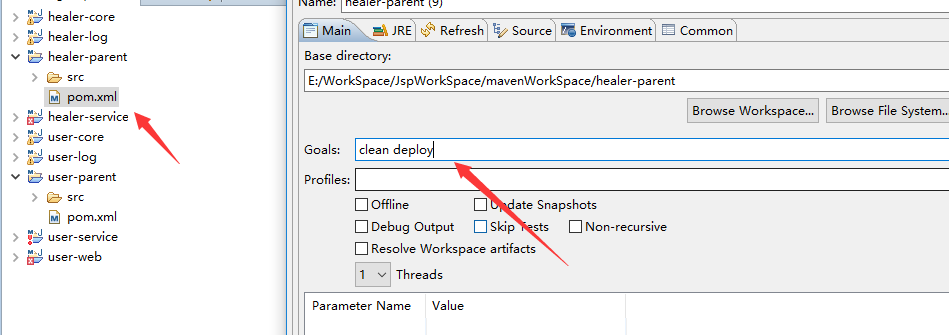 healer-core
healer-log
healer-parent
src
pom.xml
healer-service
user-core
user-log
user-parent
src
pom.xml
user-service
user-web
Name: healer-parent (9)
Main JRE Refresh Source Environment Common
Base directory:
E:/WorkSpace/JspWorkSpace/mavenWorkSpace/healer-parent
Browse Workspace... Browse File System...
Goals: clean deploy
Profiles:
Offline Update Snapshots
Debug Output Skip Tests Non-recursive
Resolve Workspace artifacts
1 Threads
Parameter Name Value